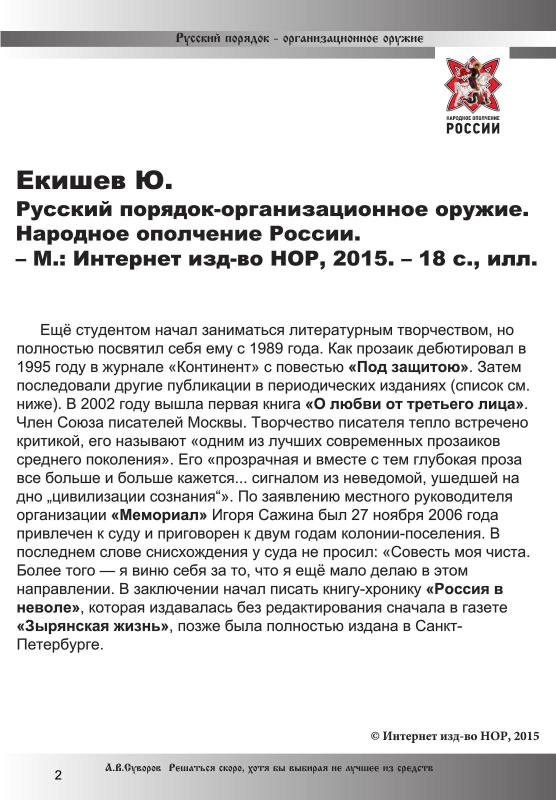 Русский порядок - организационное оружие
НАРОДНОЕ ОПОЛЧЕНИЕ
РОССИИ
Екишев Ю.
Русский порядок-организационное оружие.
Народное ополчение России.
– М.: Интернет изд-во НОР, 2015. – 18 с., илл.
Ещё студентом начал заниматься литературным творчеством, но
полностью посвятил себя ему с 1989 года. Как прозаик дебютировал в
1995 году в журнале «Континент» с повестью «Под защитою». Затем
последовали другие публикации в периодических изданиях (список см.
ниже). В 2002 году вышла первая книга «О любви от третьего лица».
Член Союза писателей Москвы. Творчество писателя тепло встречено
критикой, его называют «одним из лучших современных прозаиков
среднего поколения». Его «прозрачная и вместе с тем глубокая проза
все больше и больше кажется... сигналом из неведомой, ушедшей на
дно „цивилизации сознания“». По заявлению местного руководителя
организации «Мемориал» Игоря Сажина был 27 ноября 2006 года
привлечен к суду и приговорен к двум годам колонии-поселения. В
последнем слове снисхождения у суда не просил: «Совесть моя чиста.
Более того — я виню себя за то, что я ещё мало делаю в этом
направлении. В заключении начал писать книгу-хронику «Россия в
неволе», которая издавалась без редактирования сначала в газете
«Зырянская жизнь», позже была полностью издана в Санкт-
Петербурге.
© Интернет изд-во НОР, 2015
2
А.В.Суворов Решаться скоро, хотя бы выбирая не лучшее из средств